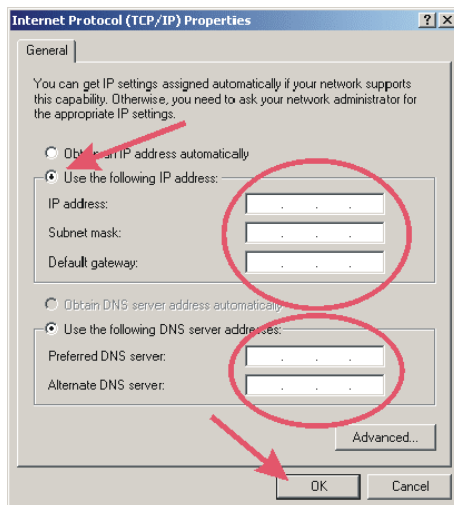 Internet Protocol (TCP/IP) Properties
General
You can get IP settings assigned automatically if your network supports
this capability. Otherwise, you need to ask your network administrator for
the appropriate IP settings.
Obtain an IP address automatically
Use the following IP address:
IP address:
Subnet mask:
Default gateway:
Obtain DNS server address automatically
Use the following DNS server addresses:
Preferred DNS server:
Alternate DNS server:
Advanced...
OK Cancel